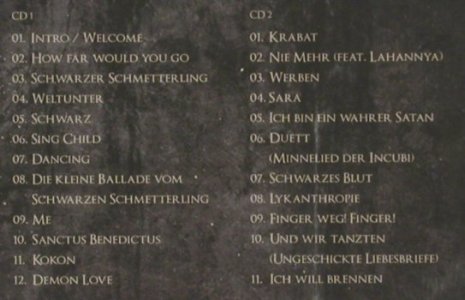 CD 1
01. Intro / Welcome
02. How far would you go
03. Schwarzer Schmetterling
04. Weltunter
05. Schwarz
06. Sing Child
07. Dancing
08. Die kleine Ballade vom
Schwarzen Schmetterling
09. Me
10. Sanctus Benedictus
11. Kokon
12. Demon Love
CD 2
01. Krabat
02. Nie Mehr (feat. Lahannya)
03. Werben
04. Sara
05. Ich bin ein wahrer Satan
06. Duett
(Minnelied der Incubi)
07. Schwarzes Blut
08. Lykanthropie
09. Finger weg! Finger!
10. Und wir tanzten
(Ungeschickte Liebesbriefe)
11. Ich will brennen